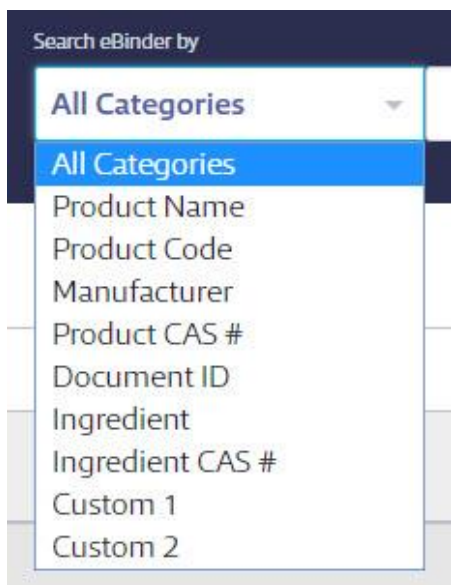 Search eBinder by
All Categories
All Categories
Product Name
Product Code
Manufacturer
Product CAS #
Document ID
Ingredient
Ingredient CAS #
Custom 1
Custom 2